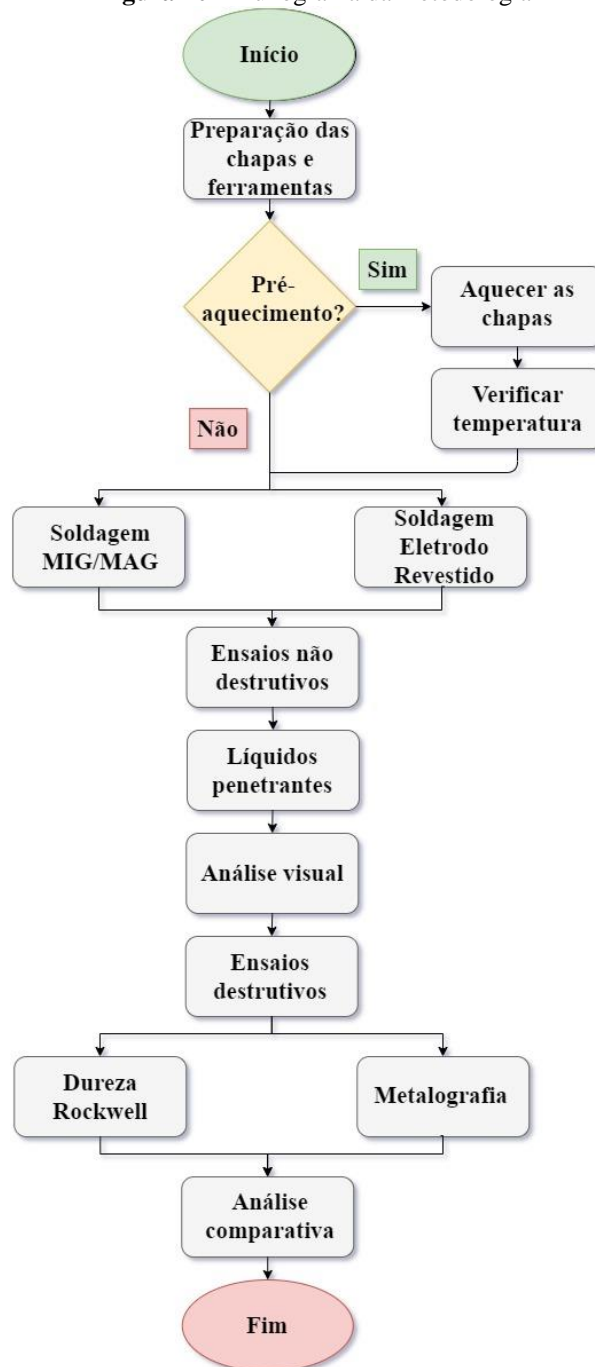 Início
Preparação das
chapas e
ferramentas
Pré-
aquecimento?
Sim
Aquecer as
chapas
Verificar
temperatura
Não
Soldagem
MIG/MAG
Soldagem
Eletrodo
Revestido
Ensaios não
destrutivos
Líquidos
penetrantes
Análise visual
Ensaios
destrutivos
Dureza
Rockwell
Metalografia
Análise
comparativa
Fim